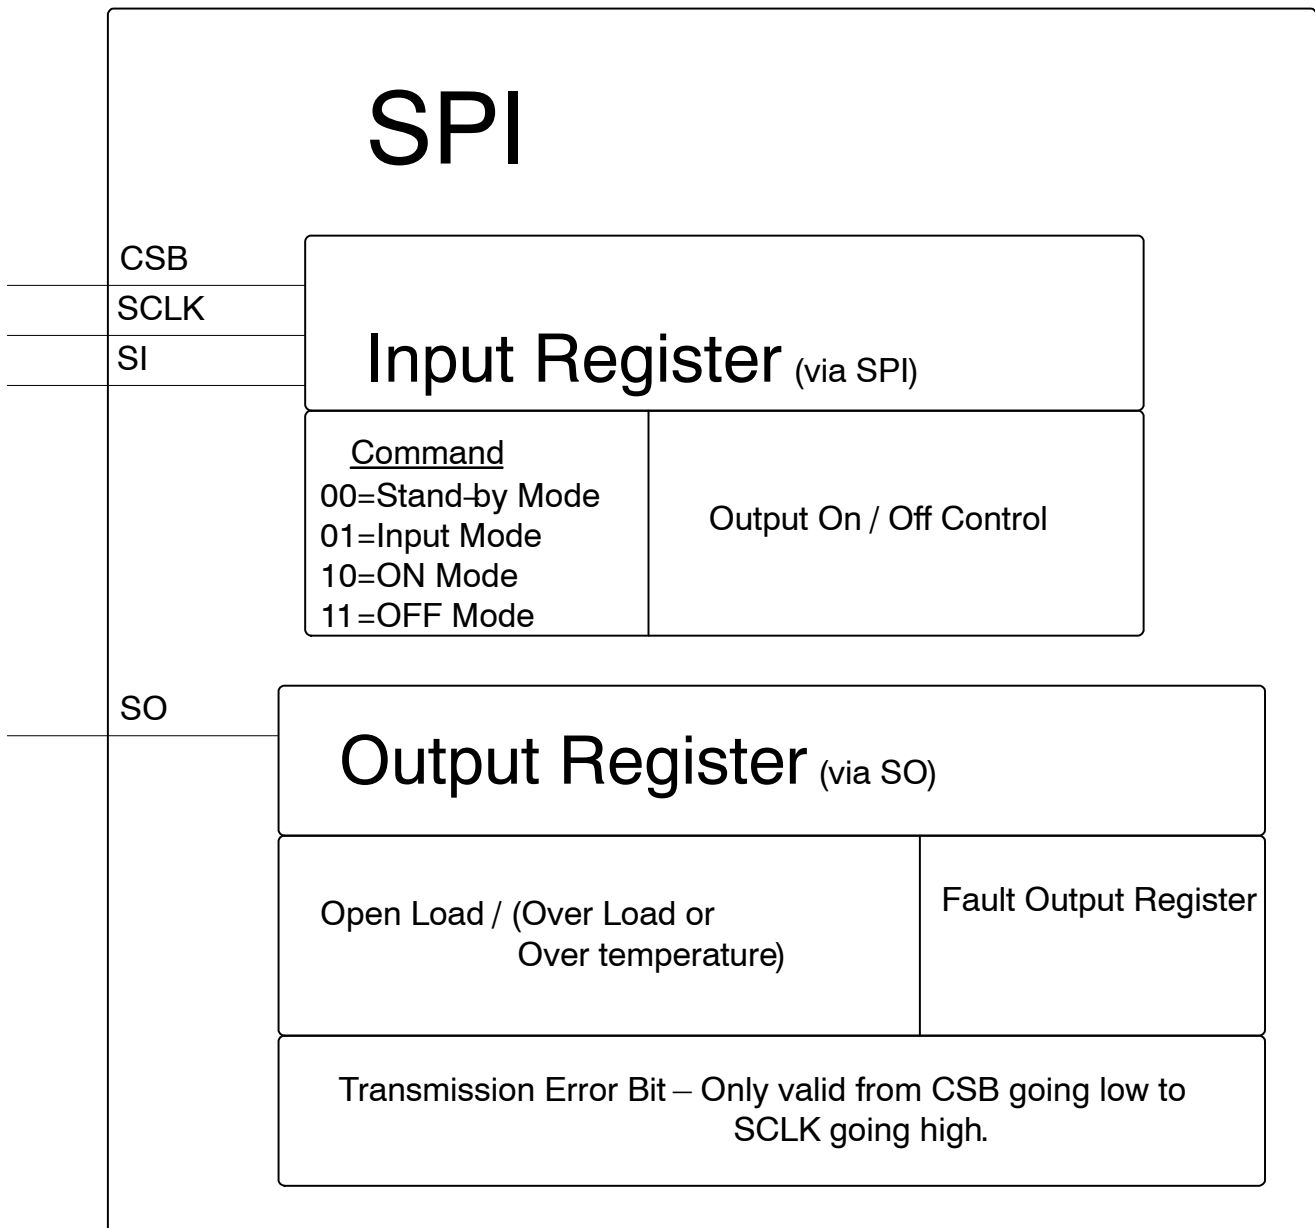 SPI
CSB
SCLK
SI
Input Register (via SPI)
Command
00=Stand-by Mode
01=Input Mode
10=ON Mode
11=OFF Mode
Output On / Off Control
SO
Output Register (via SO)
Open Load / (Over Load or
Over temperature)
Fault Output Register
Transmission Error Bit – Only valid from CSB going low to
SCLK going high.